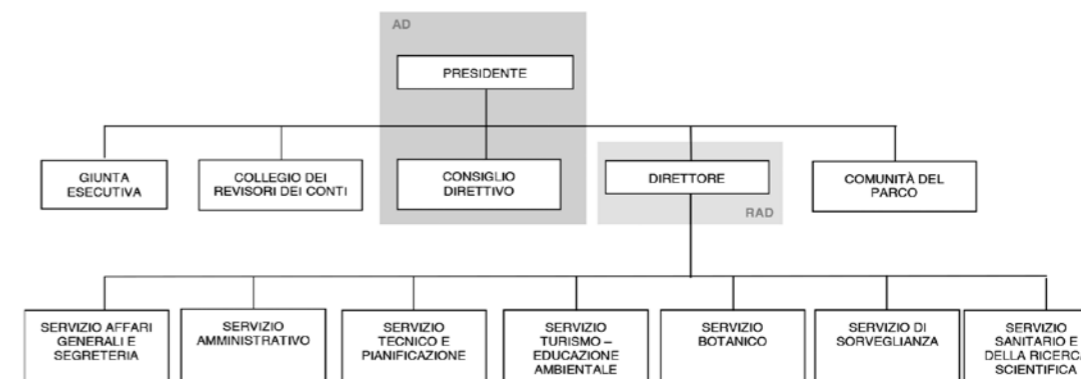 AD
PRESIDENTE
GIUNTA
ESECUTIVA
COLLEGIO DEI
REVISORI DEI CONTI
CONSIGLIO
DIRETTIVO
DIRETTORE
COMUNITÀ DEL
PARCO
RAD
SERVIZIO AFFARI
GENERALI E
SEGRETERIA
SERVIZIO
AMMINISTRATIVO
SERVIZIO
TECNICO E
PIANIFICAZIONE
SERVIZIO
TURISMO –
EDUCAZIONE
AMBIENTALE
SERVIZIO
BOTANICO
SERVIZIO DI
SORVEGLIANZA
SERVIZIO
SANITARIO E
DELLA RICERCA
SCIENTIFICA